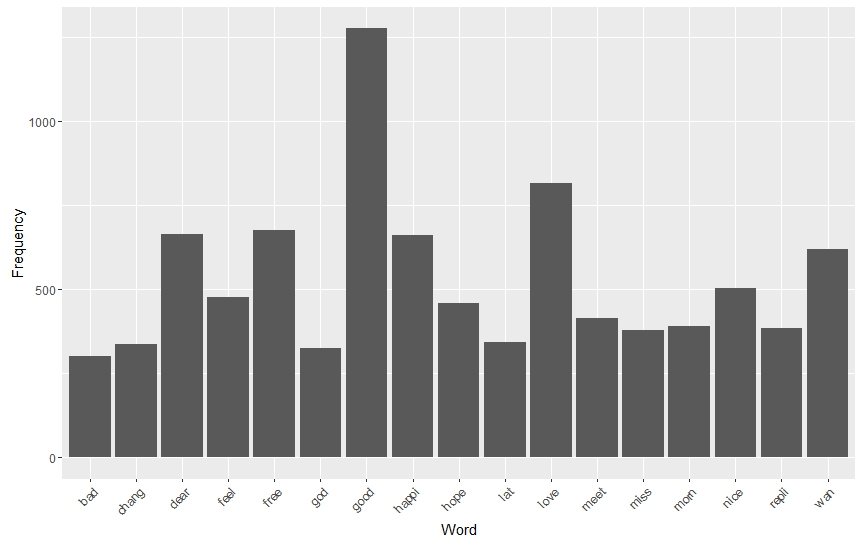 Frequency
1000
500
0
bad chang dear feel free god good happi hope lat love meet miss morn nice repli wan
Word